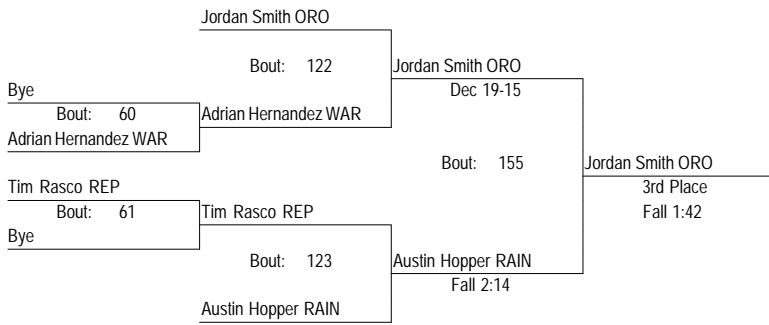 Jordan Smith ORO
Bout: 122
Jordan Smith ORO
Bye
Dec 19-15
Bout: 60
Adrian Hernandez WAR
Adrian Hernandez WAR
Bout: 155
Jordan Smith ORO
Tim Rasco REP
3rd Place
Bout: 61
Tim Rasco REP
Fall 1:42
Bye
Bout: 123
Austin Hopper RAIN
Fall 2:14
Austin Hopper RAIN